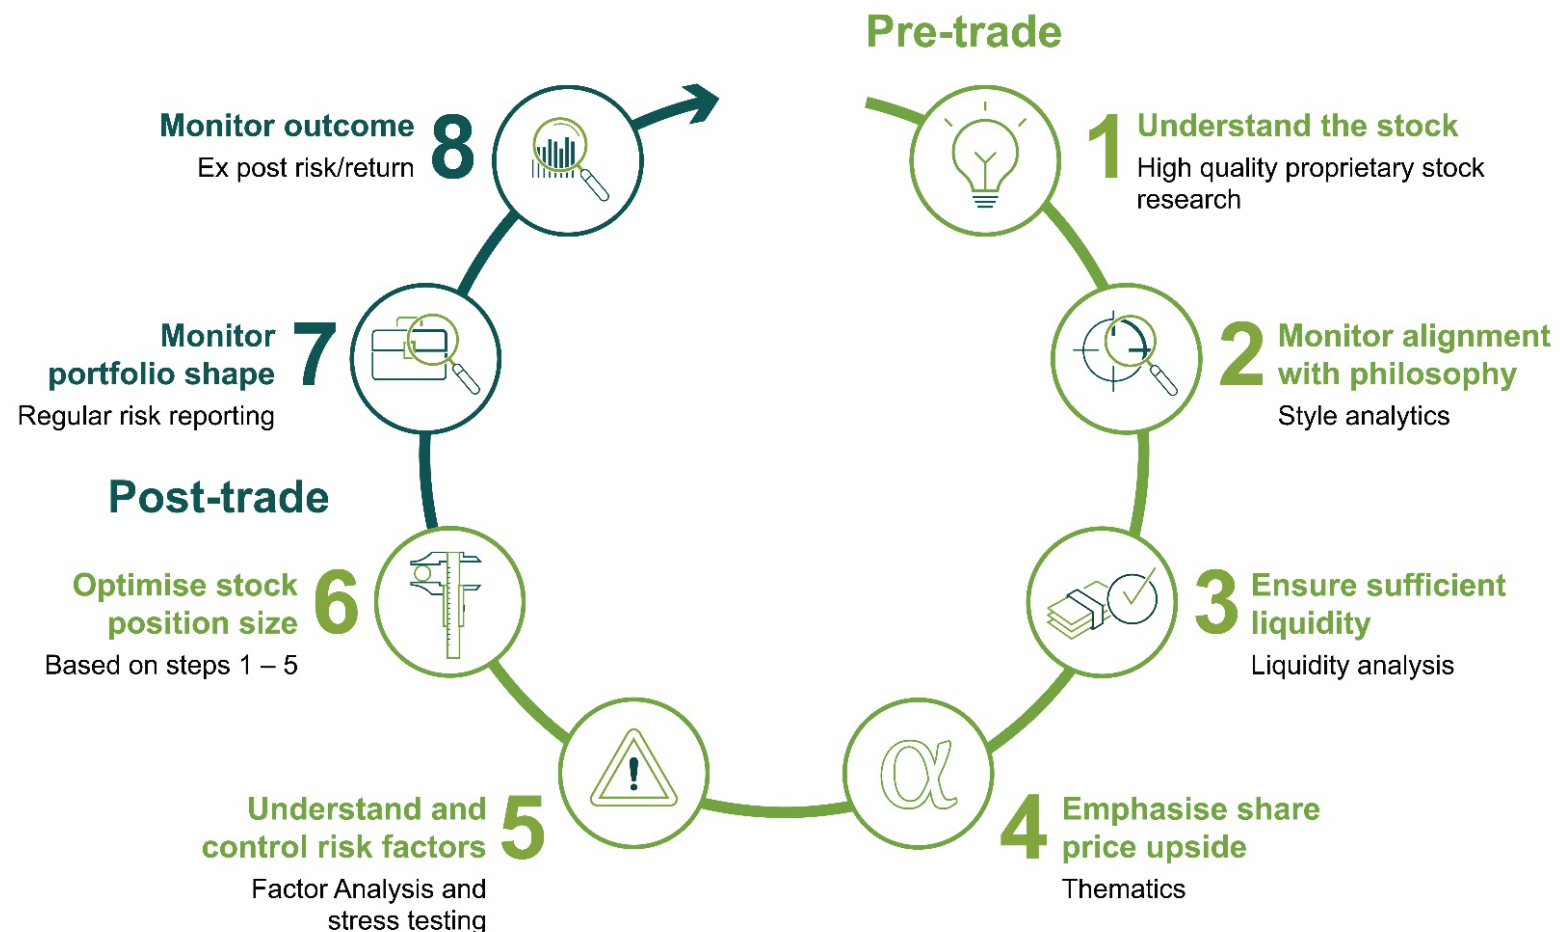 Pre-trade
1
Understand the stock
High quality proprietary stock
research
2
Monitor alignment
with philosophy
Style analytics
3
Ensure sufficient
liquidity
Liquidity analysis
4
Emphasise share
price upside
Thematics
α
5
Understand and
control risk factors
Factor Analysis and
stress testing
!
6
Optimise stock
position size
Based on steps 1 – 5
Post-trade
7
Monitor
portfolio shape
Regular risk reporting
8
Monitor outcome
Ex post risk/return